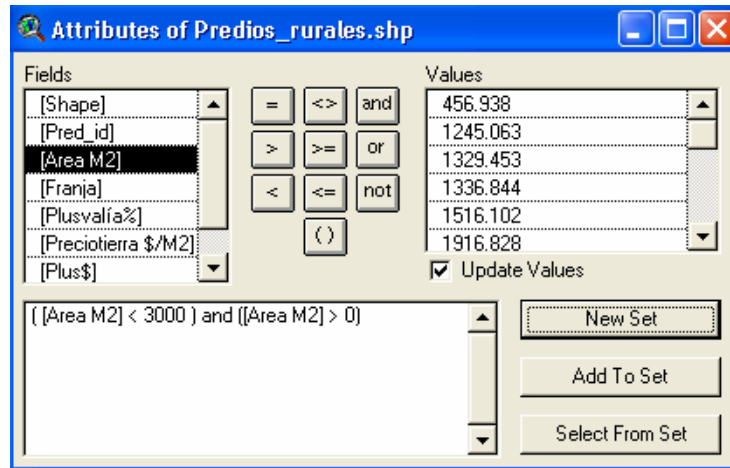 Attributes of Predios_rurales.shp
Fields
[Shape]
[Pred_id]
[Area M2]
[Franja]
[Plusvalía%]
[Preciotierra $/M2]
[Plus$]
= <> and
> >= or
< <= not
( )
Values
456.938
1245.063
1329.453
1336.844
1516.102
1916.828
Update Values
( [Area M2] < 3000 ) and ([Area M2] > 0)
New Set
Add To Set
Select From Set